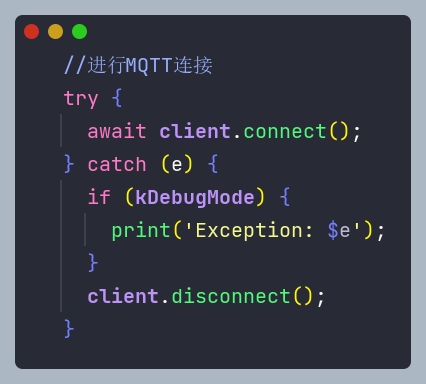 //进行MQTT连接
try {
  await client.connect();
} catch (e) {
  if (kDebugMode) {
    print('Exception: $e');
  }
  client.disconnect();
}